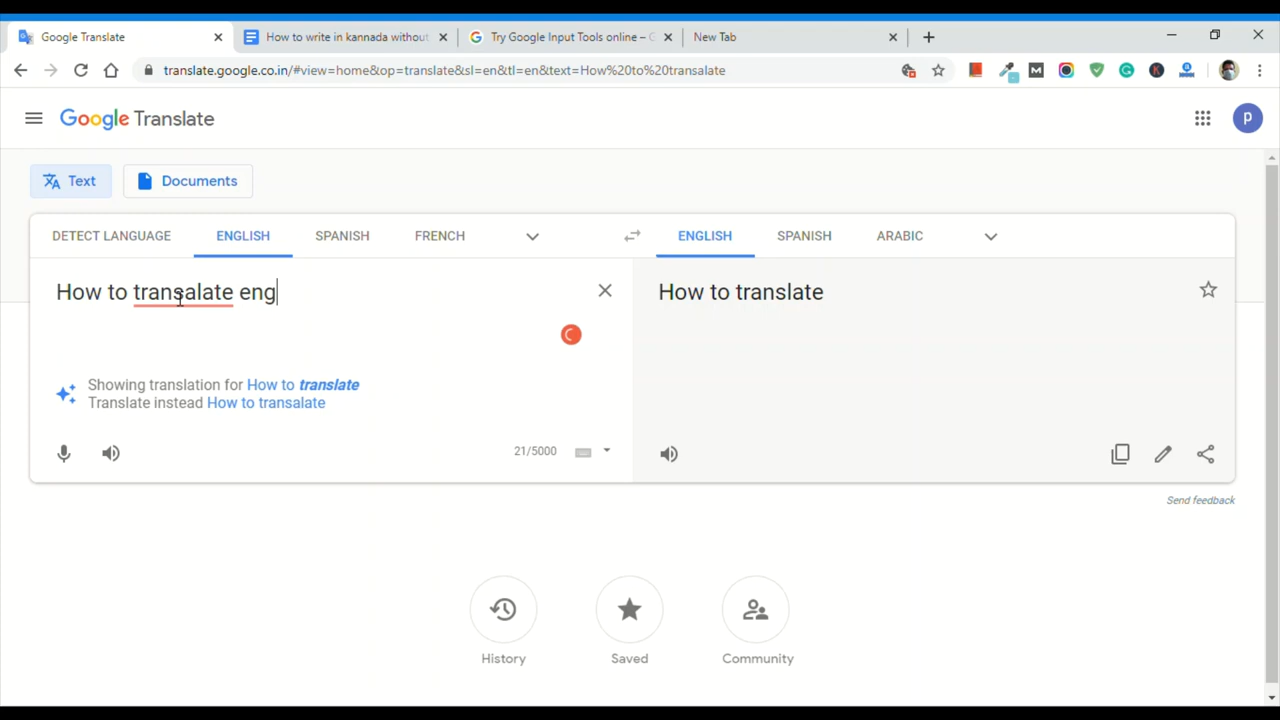 Google Translate
How to write in kannada without
Try Google Input Tools online – G
New Tab
translate.google.co.in/#view=home&op=translate&sl=en&tl=en&text=How%20to%20transalate
Google Translate
p
Text
Documents
DETECT LANGUAGE ENGLISH SPANISH FRENCH
ENGLISH SPANISH ARABIC
How to transalate eng
How to translate
Showing translation for How to translate
Translate instead How to transalate
21/5000
Send feedback
History
Saved
Community